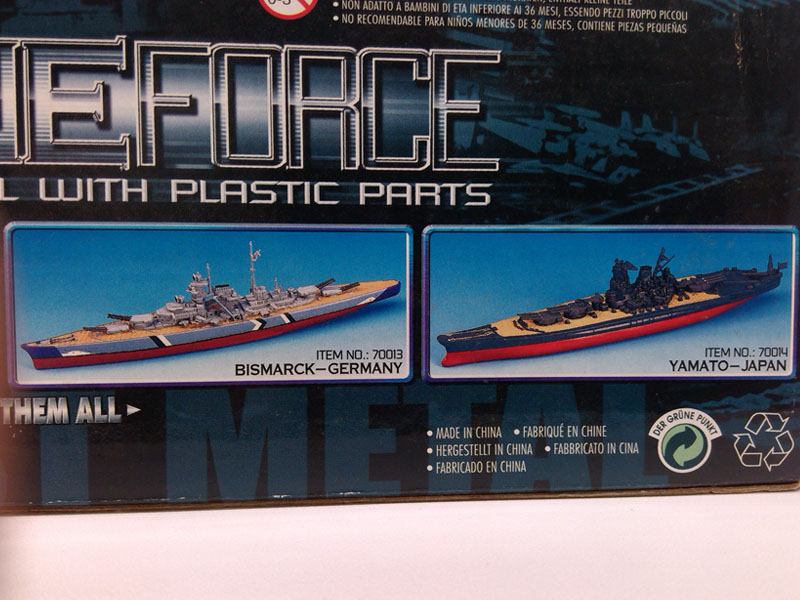 0-3
• NON ADATTO A BAMBINI DI ETA INFERIORE AI 36 MESI, ESSENDO PEZZI TROPPO PICCOLI
• NO RECOMENDABLE PARA NIÑOS MENORES DE 36 MESES, CONTIENE PIEZAS PEQUEÑAS
EFORCE
L WITH PLASTIC PARTS
ITEM NO.: 70013
BISMARCK–GERMANY
ITEM NO.: 70014
YAMATO–JAPAN
THEM ALL
T METAL
• MADE IN CHINA • FABRIQUÉ EN CHINE
• HERGESTELLT IN CHINA • FABBRICATO IN CINA
• FABRICADO EN CHINA
DER GRÜNE PUNKT